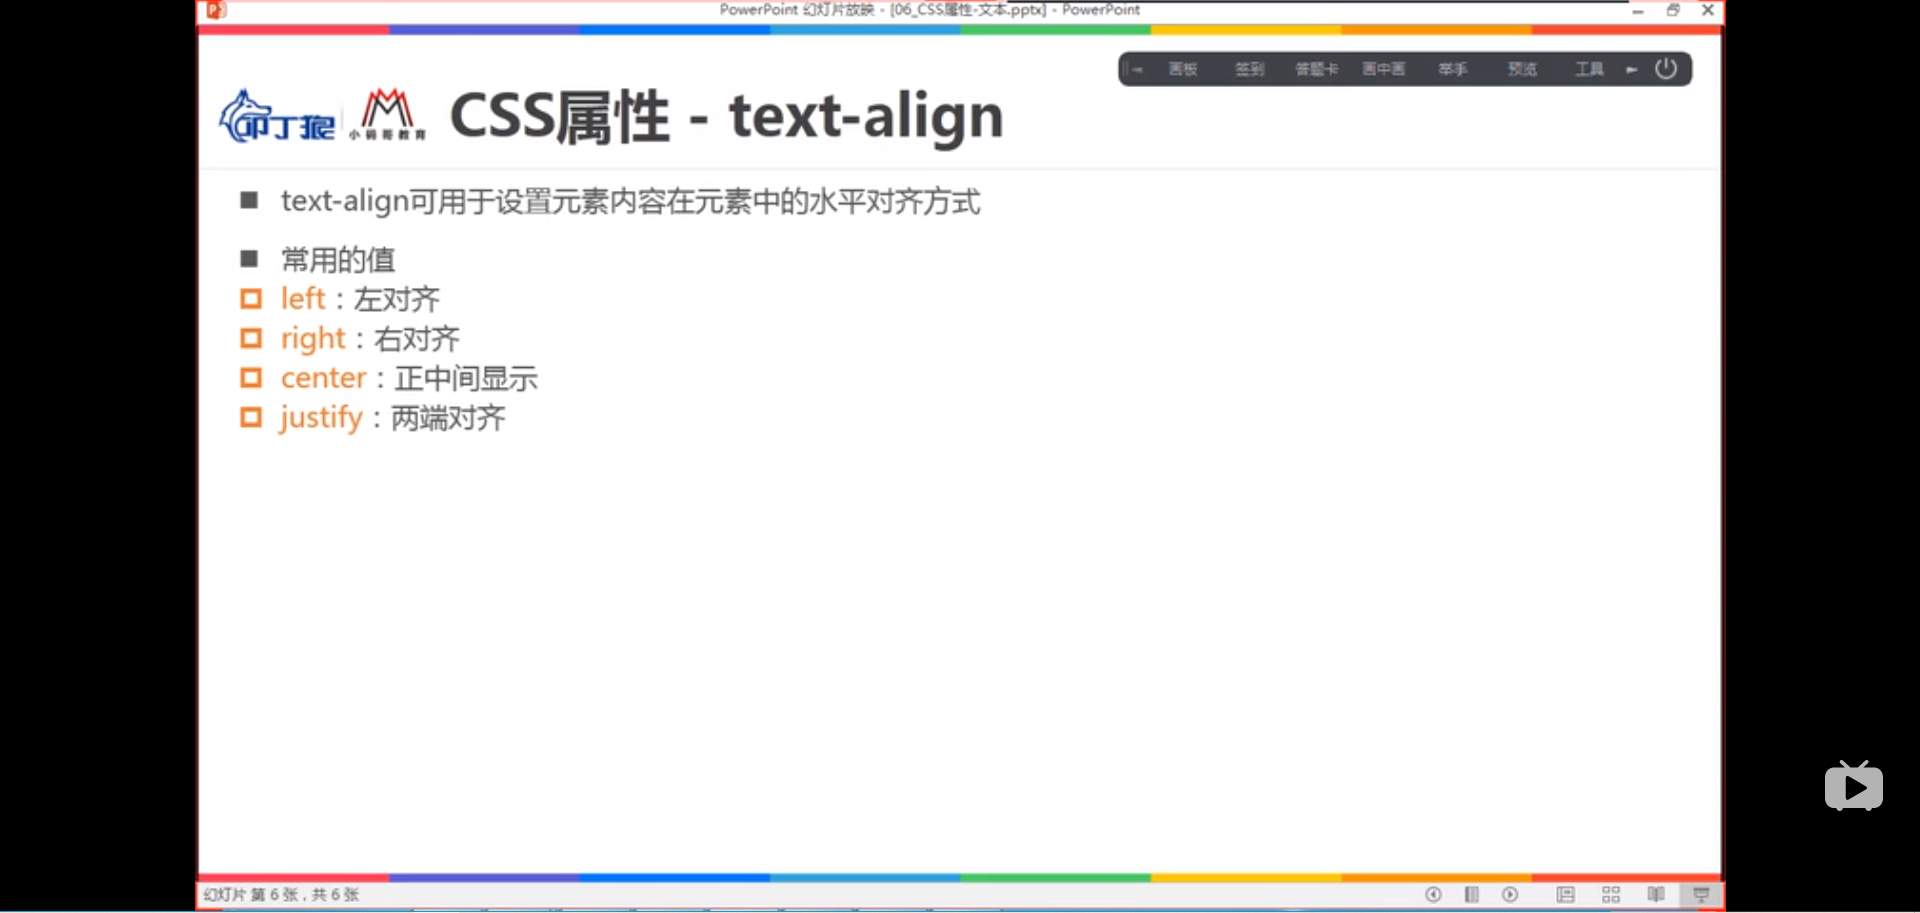 PowerPoint 幻灯片放映 - [06_CSS属性-文本.pptx] - PowerPoint
画板 签到 答题卡 画中画 举手 预览 工具
叩丁狼 小码哥教育 CSS属性 - text-align
text-align可用于设置元素内容在元素中的水平对齐方式
常用的值
left：左对齐
right：右对齐
center：正中间显示
justify：两端对齐
幻灯片 第 6 张，共 6 张